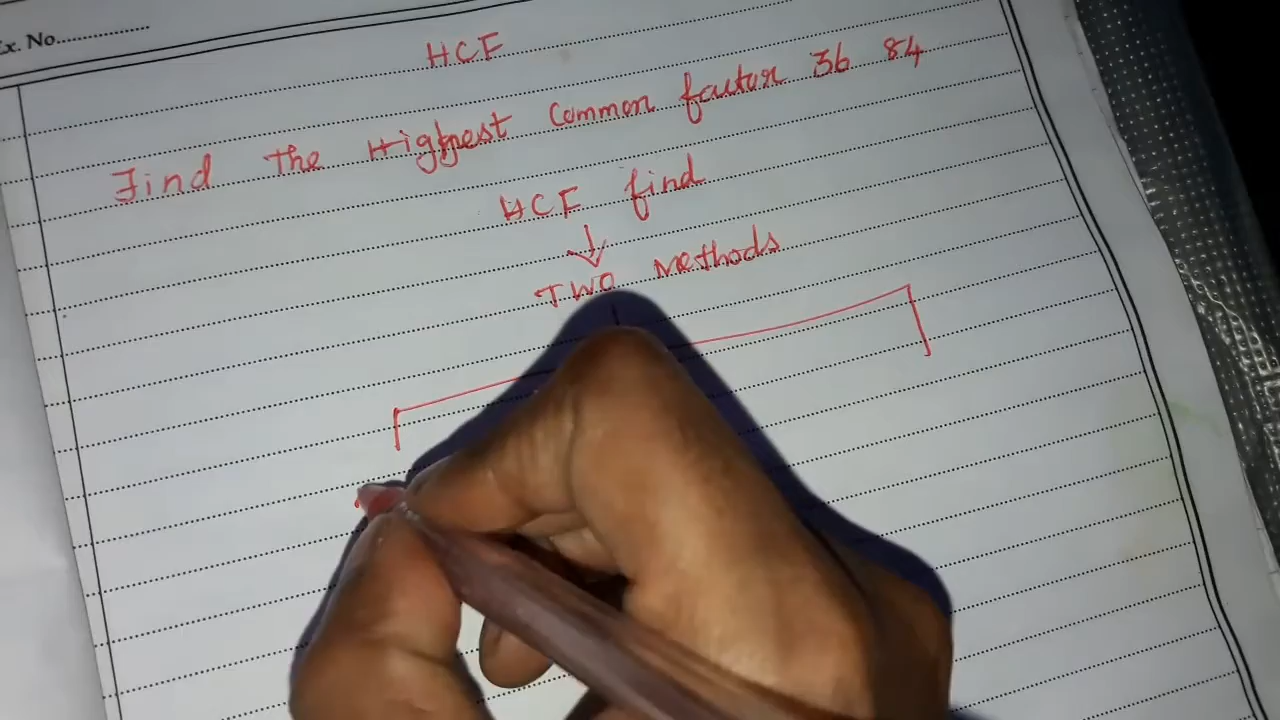 Ex. No..................
HCF
Find The Highest Common factor 36 84
HCF find
TWO Methods